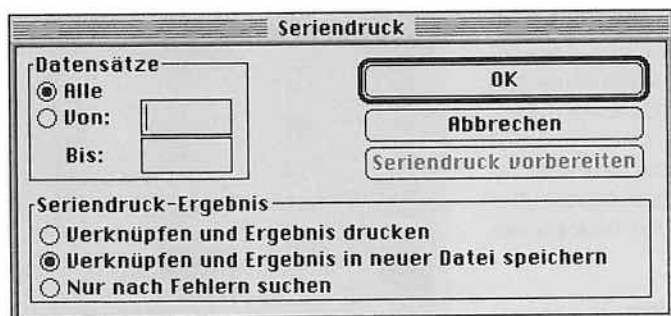 Seriendruck
Datensätze
Alle
Von:
Bis:
OK
Abbrechen
Seriendruck vorbereiten
Seriendruck-Ergebnis
Verknüpfen und Ergebnis drucken
Verknüpfen und Ergebnis in neuer Datei speichern
Nur nach Fehlern suchen